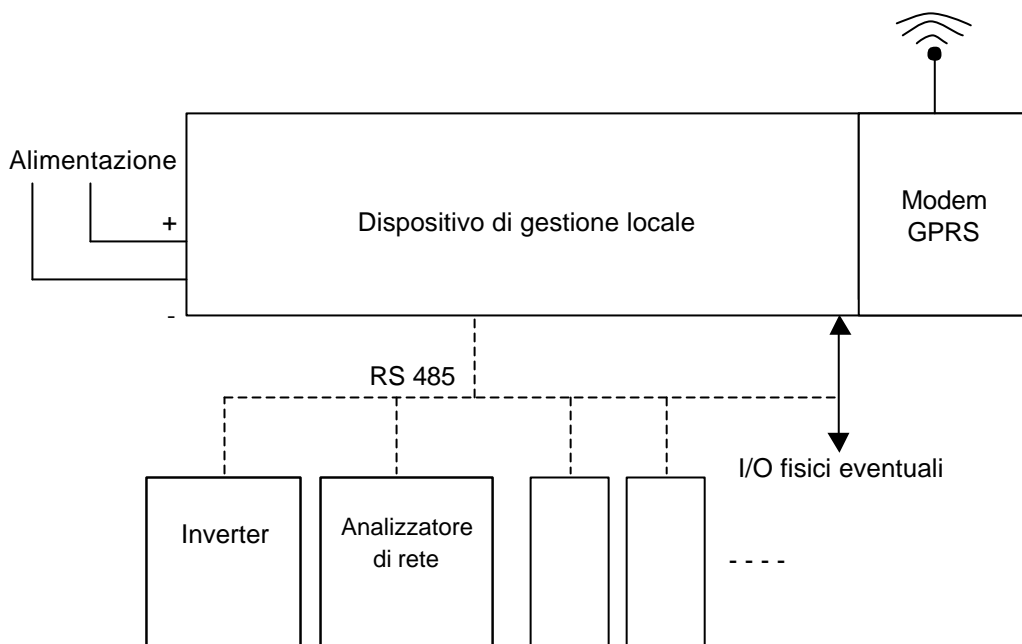 Alimentazione
+
-
Dispositivo di gestione locale
Modem
GPRS
RS 485
I/O fisici eventuali
Inverter
Analizzatore
di rete
- - - -